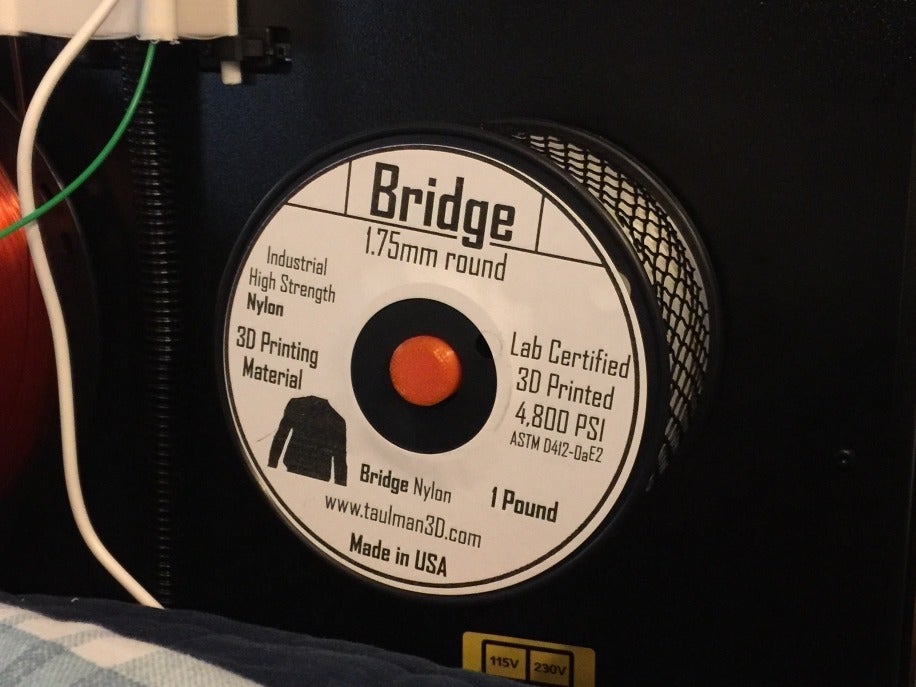 Bridge
1.75mm round
Industrial
High Strength
Nylon
3D Printing
Material
Lab Certified
3D Printed
4,800 PSI
ASTM D412-0aE2
Bridge Nylon
1 Pound
www.taulman3D.com
Made in USA
115V 230V